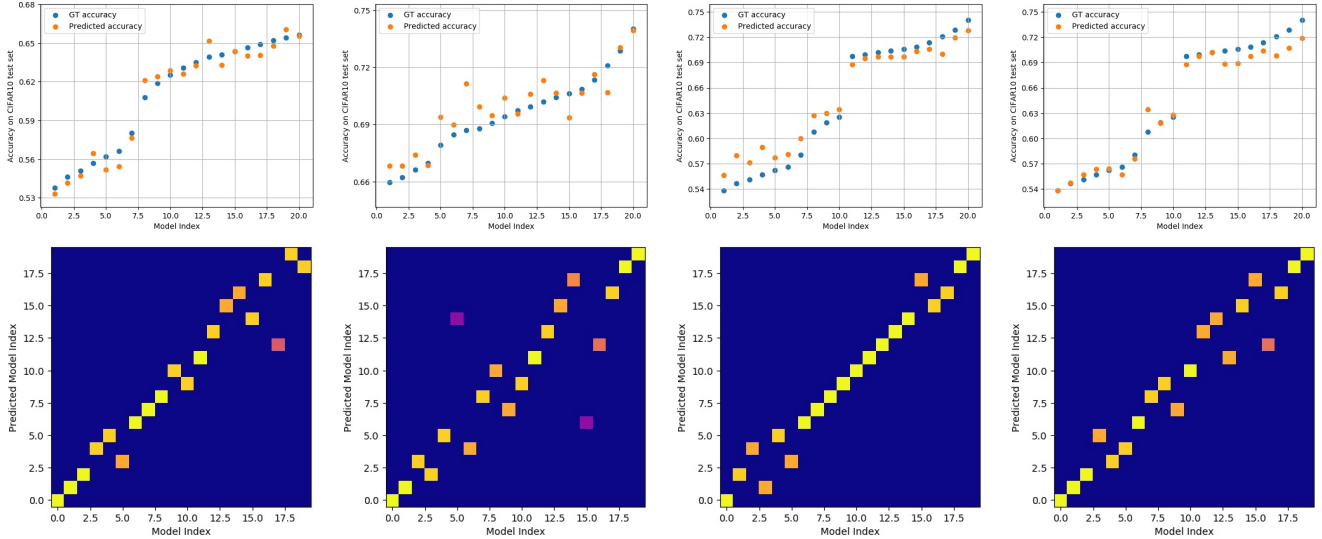 0.68
0.65
0.62
0.59
0.56
0.53
Accuracy on CIFAR10 test set
GT accuracy
Predicted accuracy
0.0 2.5 5.0 7.5 10.0 12.5 15.0 17.5 20.0
Model Index
0.75
0.72
0.69
0.66
Accuracy on CIFAR10 test set
GT accuracy
Predicted accuracy
0.0 2.5 5.0 7.5 10.0 12.5 15.0 17.5 20.0
Model Index
0.75
0.72
0.69
0.66
0.63
0.60
0.57
0.54
Accuracy on CIFAR10 test set
GT accuracy
Predicted accuracy
0.0 2.5 5.0 7.5 10.0 12.5 15.0 17.5 20.0
Model Index
0.75
0.72
0.69
0.66
0.63
0.60
0.57
0.54
Accuracy on CIFAR10 test set
GT accuracy
Predicted accuracy
0.0 2.5 5.0 7.5 10.0 12.5 15.0 17.5 20.0
Model Index
17.5
15.0
12.5
10.0
7.5
5.0
2.5
0.0
Predicted Model Index
0.0 2.5 5.0 7.5 10.0 12.5 15.0 17.5
Model Index
17.5
15.0
12.5
10.0
7.5
5.0
2.5
0.0
Predicted Model Index
0.0 2.5 5.0 7.5 10.0 12.5 15.0 17.5
Model Index
17.5
15.0
12.5
10.0
7.5
5.0
2.5
0.0
Predicted Model Index
0.0 2.5 5.0 7.5 10.0 12.5 15.0 17.5
Model Index
17.5
15.0
12.5
10.0
7.5
5.0
2.5
0.0
Predicted Model Index
0.0 2.5 5.0 7.5 10.0 12.5 15.0 17.5
Model Index